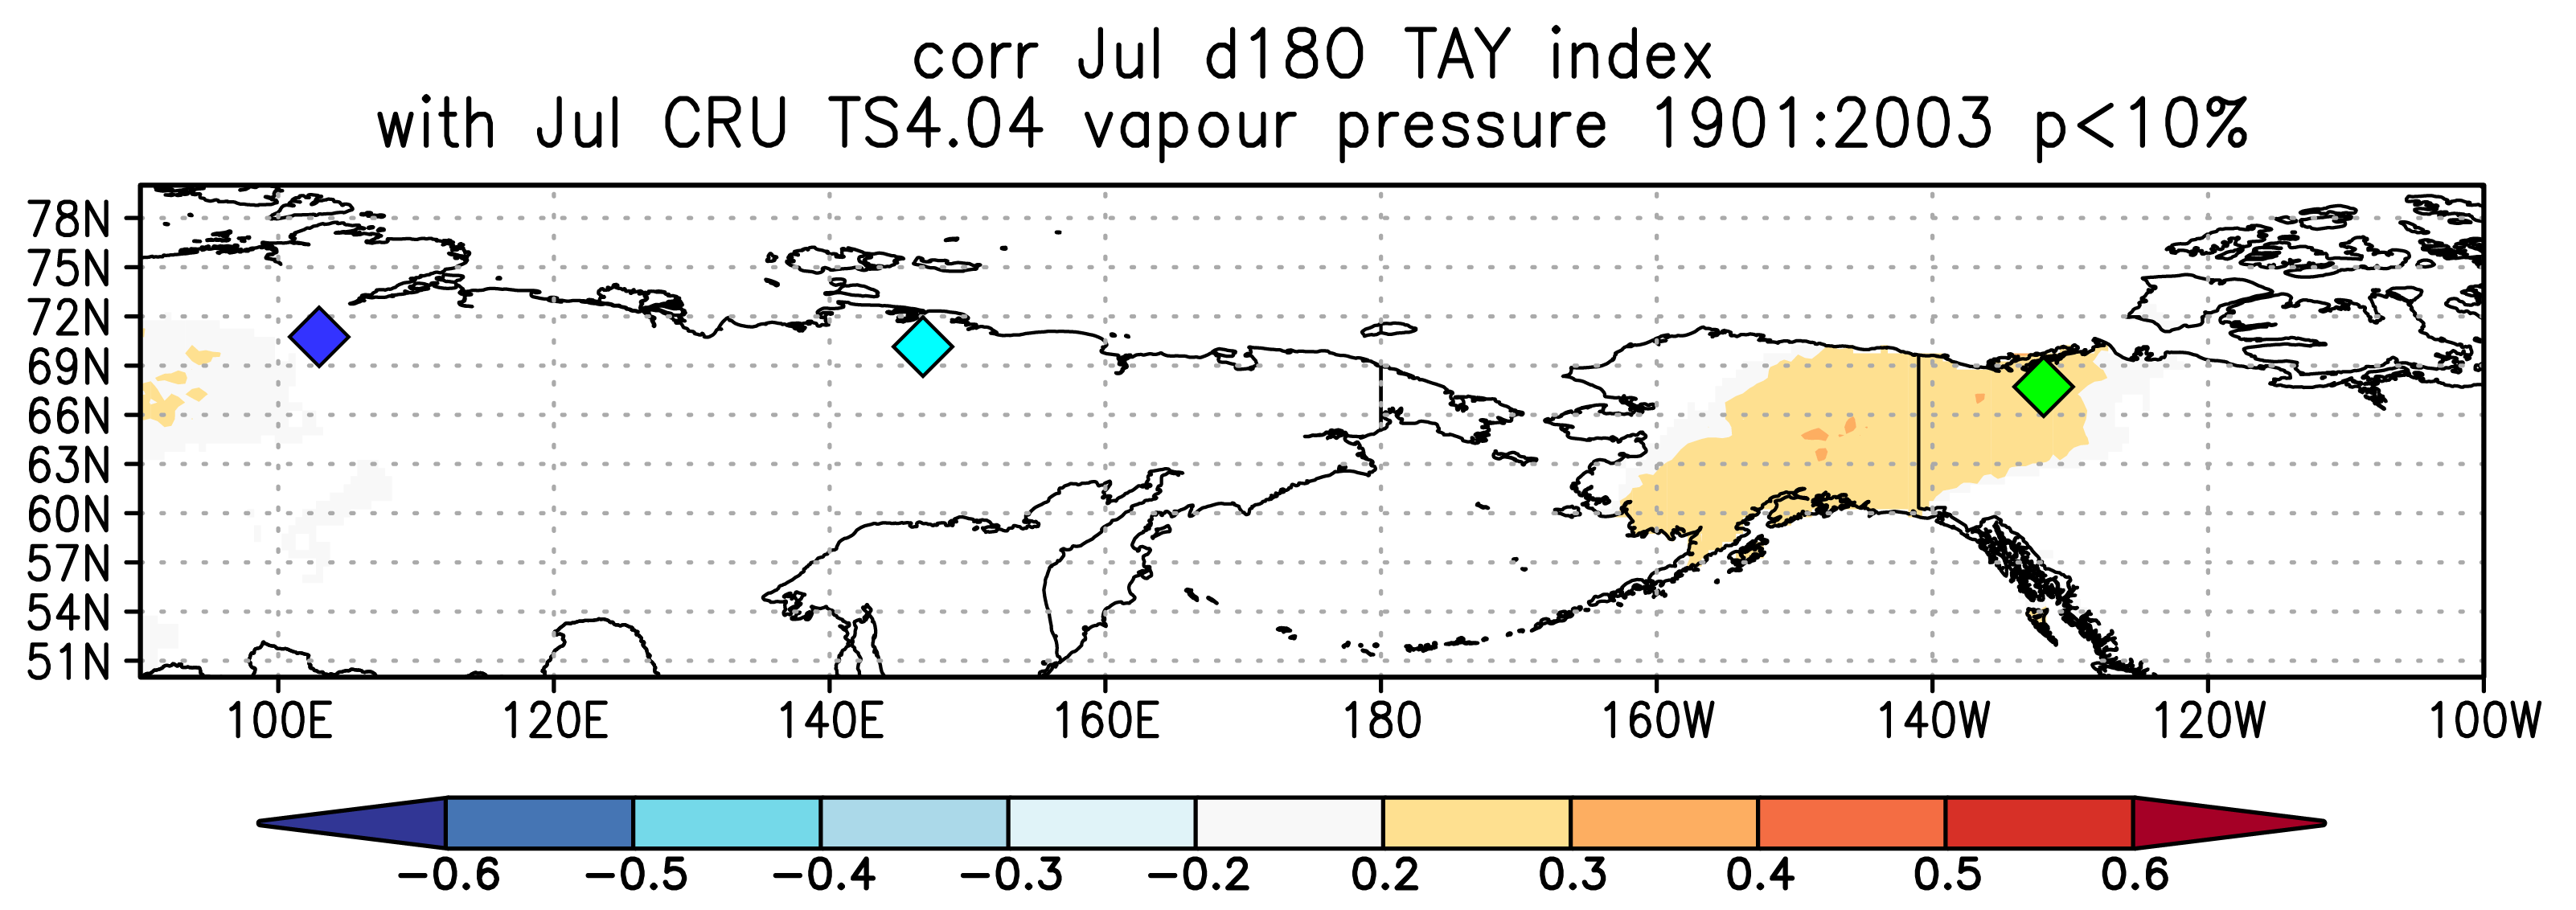 corr Jul d18O TAY index
with Jul CRU TS4.04 vapour pressure 1901:2003 p<10%
78N
75N
72N
69N
66N
63N
60N
57N
54N
51N
100E 120E 140E 160E 180 160W 140W 120W 100W
−0.6 −0.5 −0.4 −0.3 −0.2 0.2 0.3 0.4 0.5 0.6